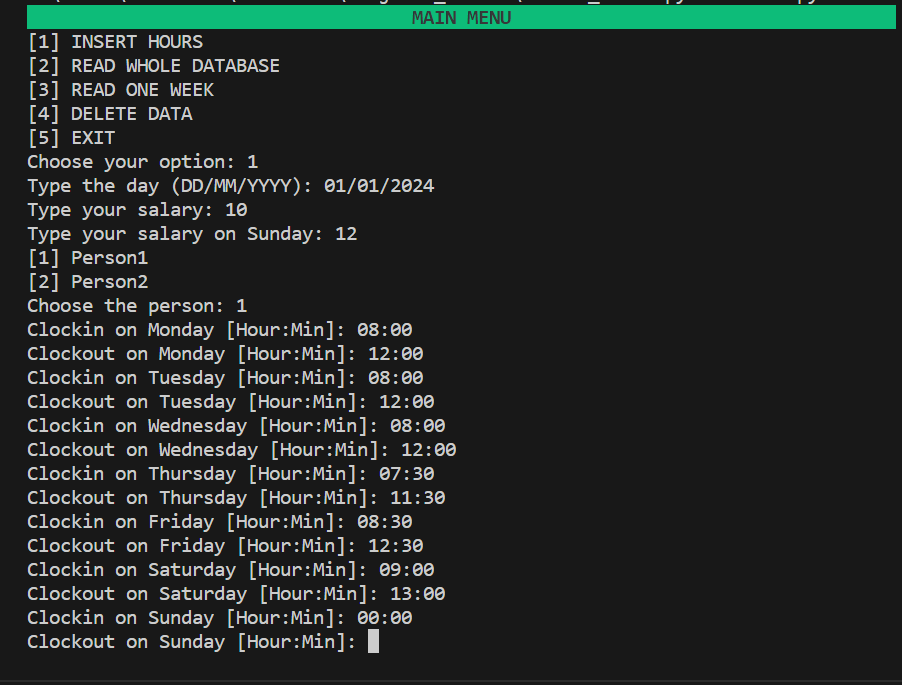 MAIN MENU
[1] INSERT HOURS
[2] READ WHOLE DATABASE
[3] READ ONE WEEK
[4] DELETE DATA
[5] EXIT
Choose your option: 1
Type the day (DD/MM/YYYY): 01/01/2024
Type your salary: 10
Type your salary on Sunday: 12
[1] Person1
[2] Person2
Choose the person: 1
Clockin on Monday [Hour:Min]: 08:00
Clockout on Monday [Hour:Min]: 12:00
Clockin on Tuesday [Hour:Min]: 08:00
Clockout on Tuesday [Hour:Min]: 12:00
Clockin on Wednesday [Hour:Min]: 08:00
Clockout on Wednesday [Hour:Min]: 12:00
Clockin on Thursday [Hour:Min]: 07:30
Clockout on Thursday [Hour:Min]: 11:30
Clockin on Friday [Hour:Min]: 08:30
Clockout on Friday [Hour:Min]: 12:30
Clockin on Saturday [Hour:Min]: 09:00
Clockout on Saturday [Hour:Min]: 13:00
Clockin on Sunday [Hour:Min]: 00:00
Clockout on Sunday [Hour:Min]: